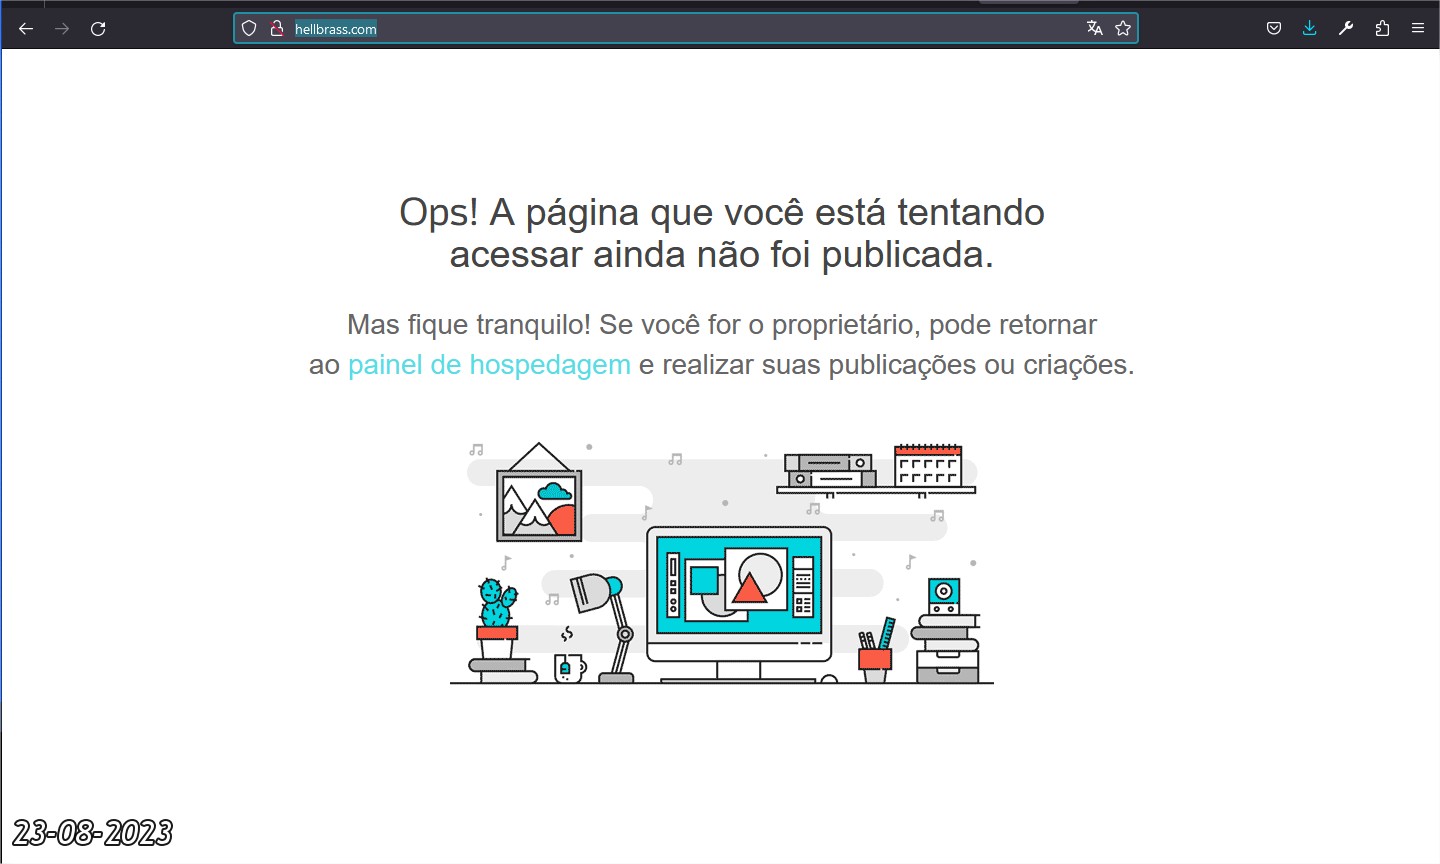 hellbrass.com
Ops! A página que você está tentando
acessar ainda não foi publicada.
Mas fique tranquilo! Se você for o proprietário, pode retornar
ao painel de hospedagem e realizar suas publicações ou criações.
23-08-2023